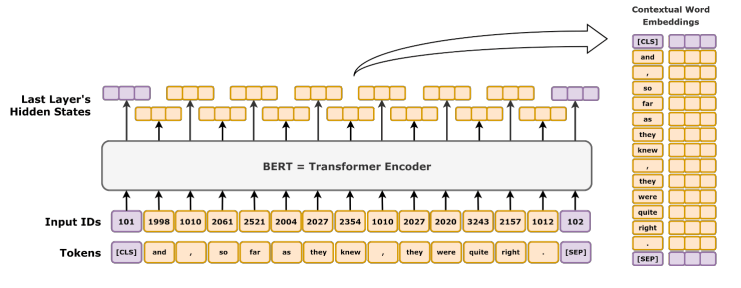 Contextual Word
Embeddings
[CLS]
and
,
so
far
as
they
knew
,
they
were
quite
right
.
[SEP]
Last Layer's
Hidden States
BERT = Transformer Encoder
Input IDs 101 1998 1010 2061 2521 2004 2027 2354 1010 2027 2020 3243 2157 1012 102
Tokens [CLS] and , so far as they knew , they were quite right . [SEP]